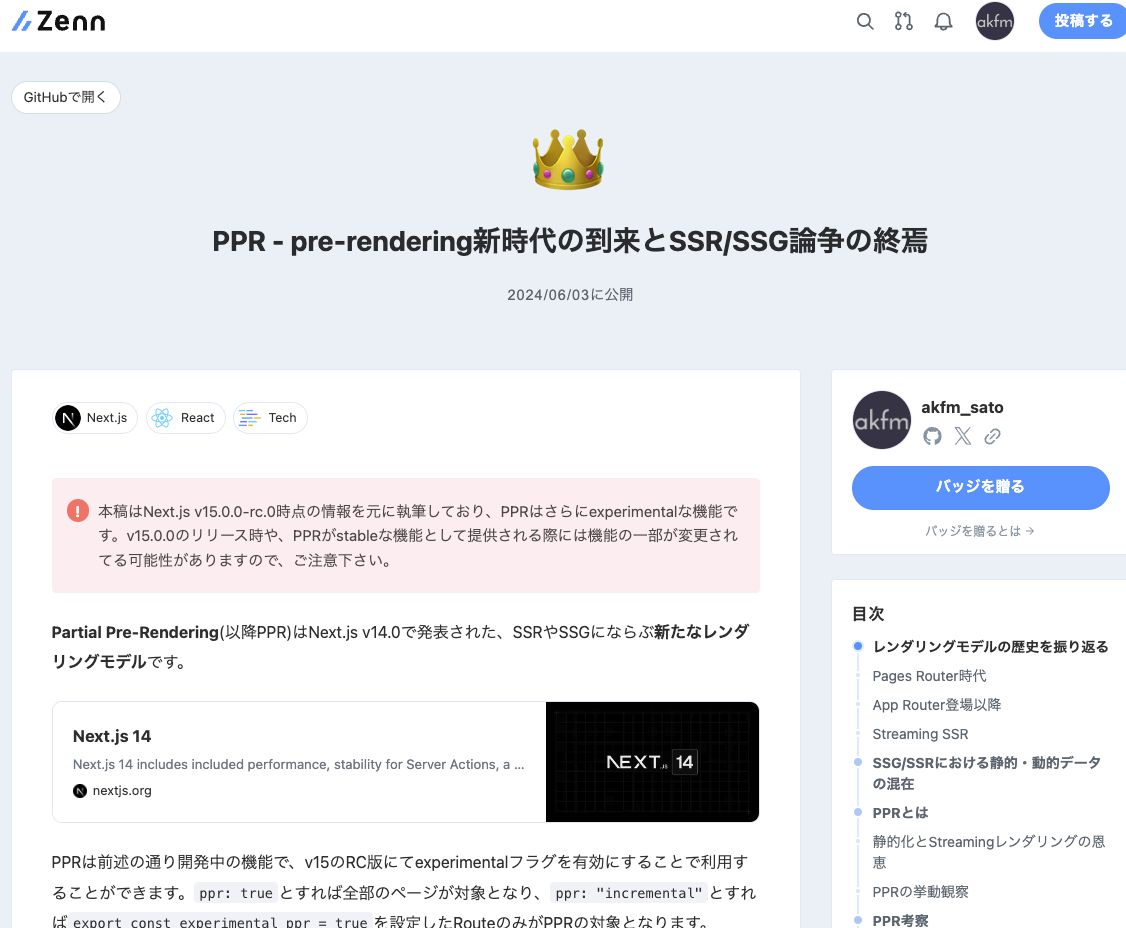 Zenn
akfm
投稿する
GitHubで開く
PPR - pre-rendering新時代の到来とSSR/SSG論争の終焉
2024/06/03に公開
Next.js
React
Tech
本稿はNext.js v15.0.0-rc.0時点の情報を元に執筆しており、PPRはさらにexperimentalな機能で
す。v15.0.0のリリース時や、PPRがstableな機能として提供される際には機能の一部が変更され
てる可能性がありますので、ご注意下さい。
Partial Pre-Rendering(以降PPR)はNext.js v14.0で発表された、SSRやSSGにならぶ新たなレンダ
リングモデルです。
Next.js 14
Next.js 14 includes included performance, stability for Server Actions, a ...
nextjs.org
NEXT.JS 14
PPRは前述の通り開発中の機能で、v15のRC版にてexperimentalフラグを有効にすることで利用す
ることができます。ppr: trueとすれば全部のページが対象となり、ppr: "incremental"とすれ
ばexport const experimental_ppr = trueを設定したRouteのみがPPRの対象となります。
akfm
akfm_sato
バッジを贈る
バッジを贈るとは →
目次
レンダリングモデルの歴史を振り返る
Pages Router時代
App Router登場以降
Streaming SSR
SSG/SSRにおける静的・動的データ
の混在
PPRとは
静的化とStreamingレンダリングの恩
恵
PPRの挙動観察
PPR考察